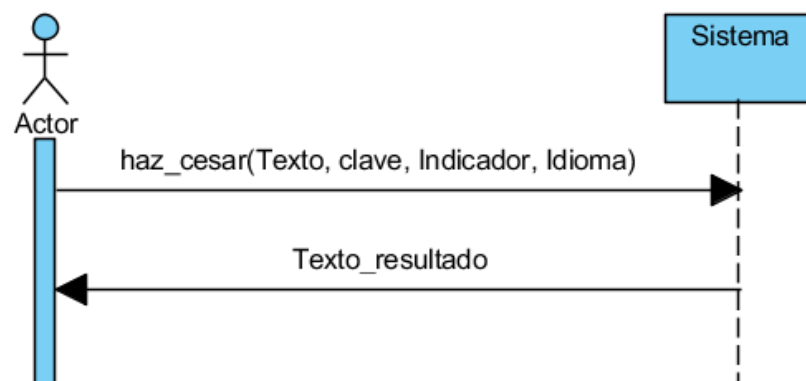 Sistema
Actor
haz_cesar(Texto, clave, Indicador, Idioma)
Texto_resultado